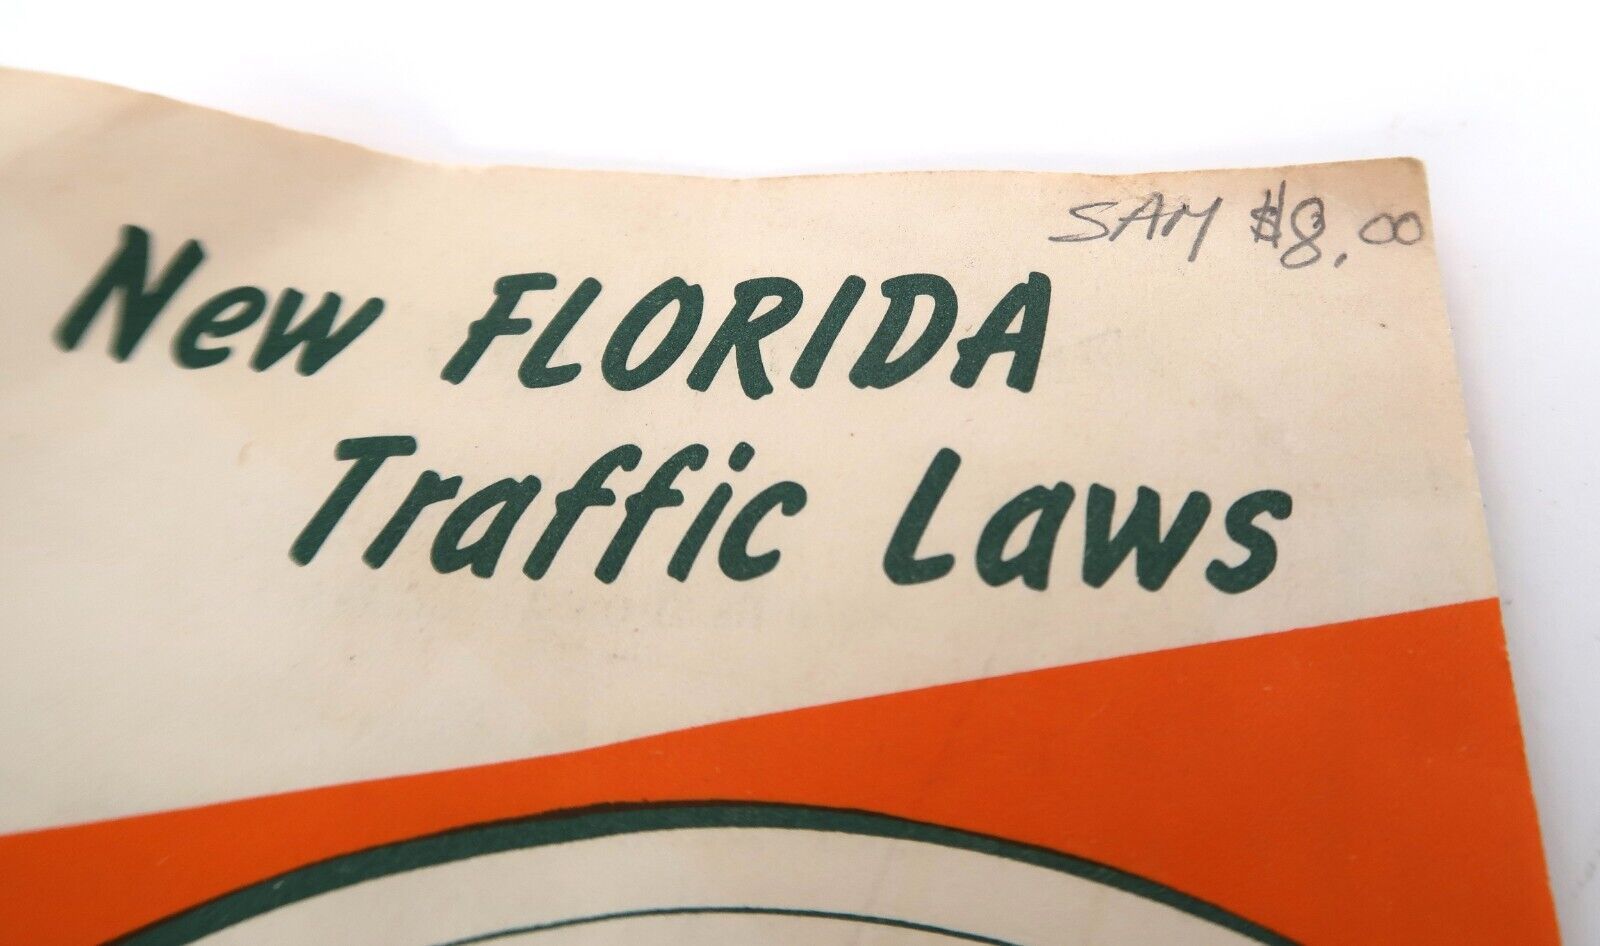 SAM $8.00
New FLORIDA
Traffic Laws